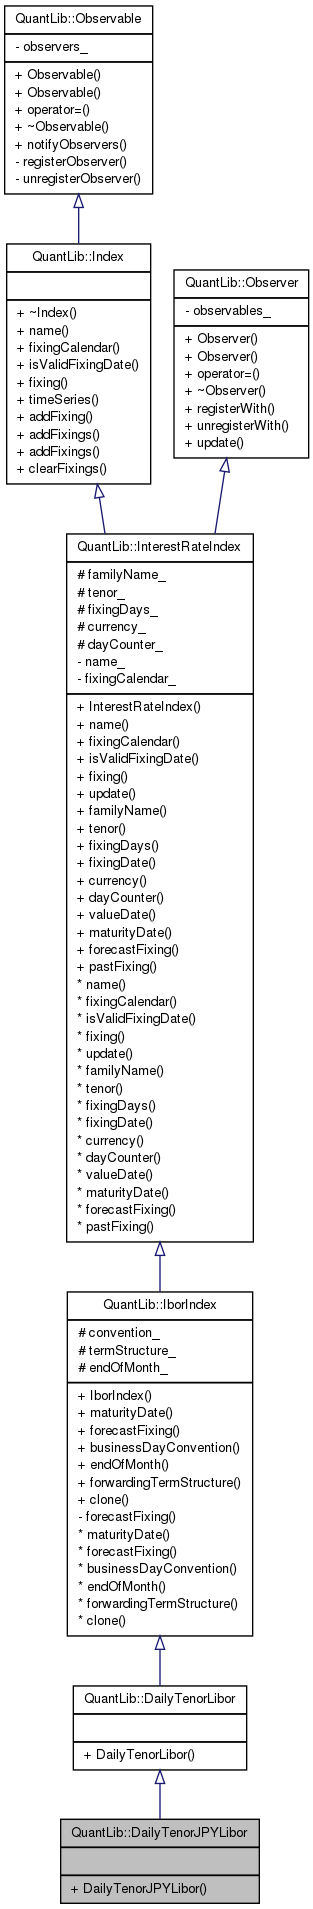 QuantLib::Observable
- observers_
+ Observable()
+ Observable()
+ operator=()
+ ~Observable()
+ notifyObservers()
- registerObserver()
- unregisterObserver()
QuantLib::Index
+ ~Index()
+ name()
+ fixingCalendar()
+ isValidFixingDate()
+ fixing()
+ timeSeries()
+ addFixing()
+ addFixings()
+ addFixings()
+ clearFixings()
QuantLib::Observer
- observables_
+ Observer()
+ Observer()
+ operator=()
+ ~Observer()
+ registerWith()
+ unregisterWith()
+ update()
QuantLib::InterestRateIndex
# familyName_
# tenor_
# fixingDays_
# currency_
# dayCounter_
- name_
- fixingCalendar_
+ InterestRateIndex()
+ name()
+ fixingCalendar()
+ isValidFixingDate()
+ fixing()
+ update()
+ familyName()
+ tenor()
+ fixingDays()
+ fixingDate()
+ currency()
+ dayCounter()
+ valueDate()
+ maturityDate()
+ forecastFixing()
+ pastFixing()
* name()
* fixingCalendar()
* isValidFixingDate()
* fixing()
* update()
* familyName()
* tenor()
* fixingDays()
* fixingDate()
* currency()
* dayCounter()
* valueDate()
* maturityDate()
* forecastFixing()
* pastFixing()
QuantLib::IborIndex
# convention_
# termStructure_
# endOfMonth_
+ IborIndex()
+ maturityDate()
+ forecastFixing()
+ businessDayConvention()
+ endOfMonth()
+ forwardingTermStructure()
+ clone()
- forecastFixing()
* maturityDate()
* forecastFixing()
* businessDayConvention()
* endOfMonth()
* forwardingTermStructure()
* clone()
QuantLib::DailyTenorLibor
+ DailyTenorLibor()
QuantLib::DailyTenorJPYLibor
+ DailyTenorJPYLibor()